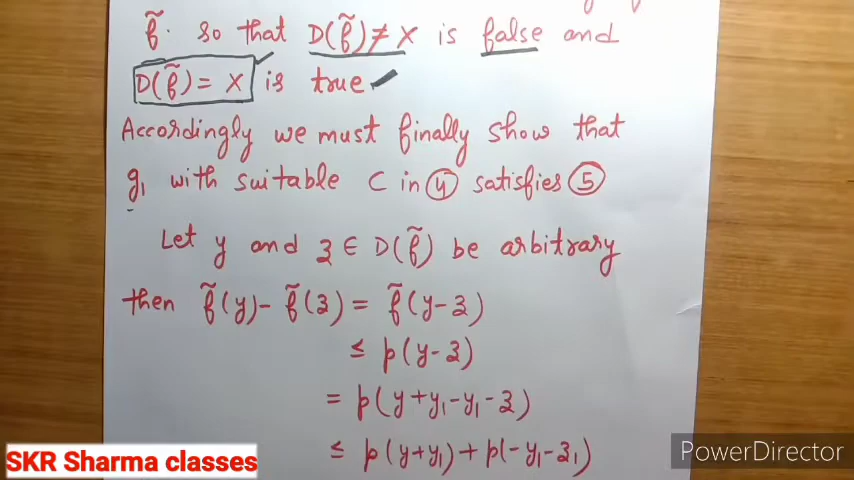 f̃. so that D(f̃) ≠ X is false and
D(f̃) = X is true
Accordingly we must finally show that
g₁ with suitable C in ④ satisfies ⑤
Let y and z ∈ D(f̃) be arbitrary
then f̃(y) - f̃(z) = f̃(y-z)
≤ p(y-z)
= p(y+y₁-y₁-z)
≤ p(y+y₁) + p(-y₁-z₁)
SKR Sharma classes
PowerDirector